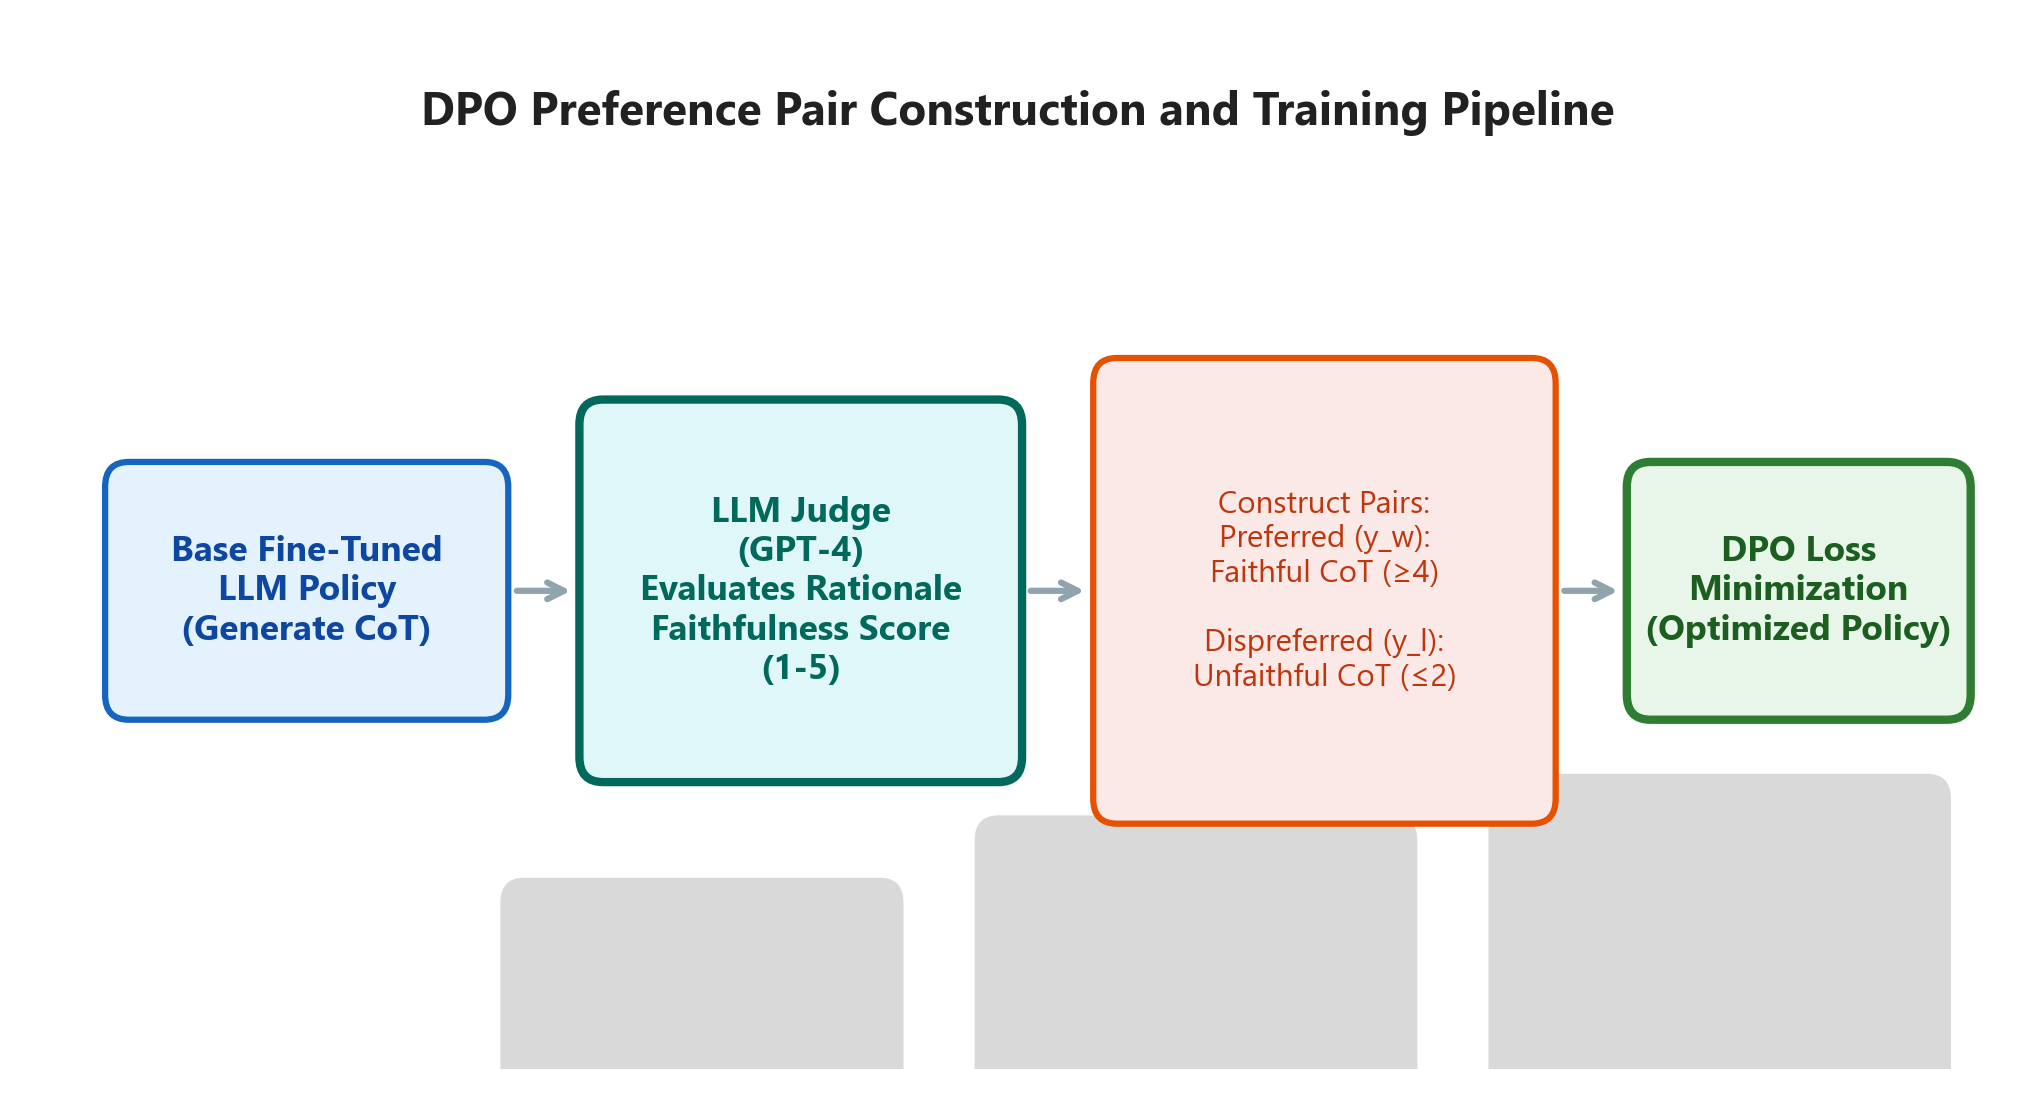 DPO Preference Pair Construction and Training Pipeline
Base Fine-Tuned
LLM Policy
(Generate CoT)
LLM Judge
(GPT-4)
Evaluates Rationale
Faithfulness Score
(1-5)
Construct Pairs:
Preferred (y_w):
Faithful CoT (≥4)
Dispreferred (y_l):
Unfaithful CoT (≤2)
DPO Loss
Minimization
(Optimized Policy)